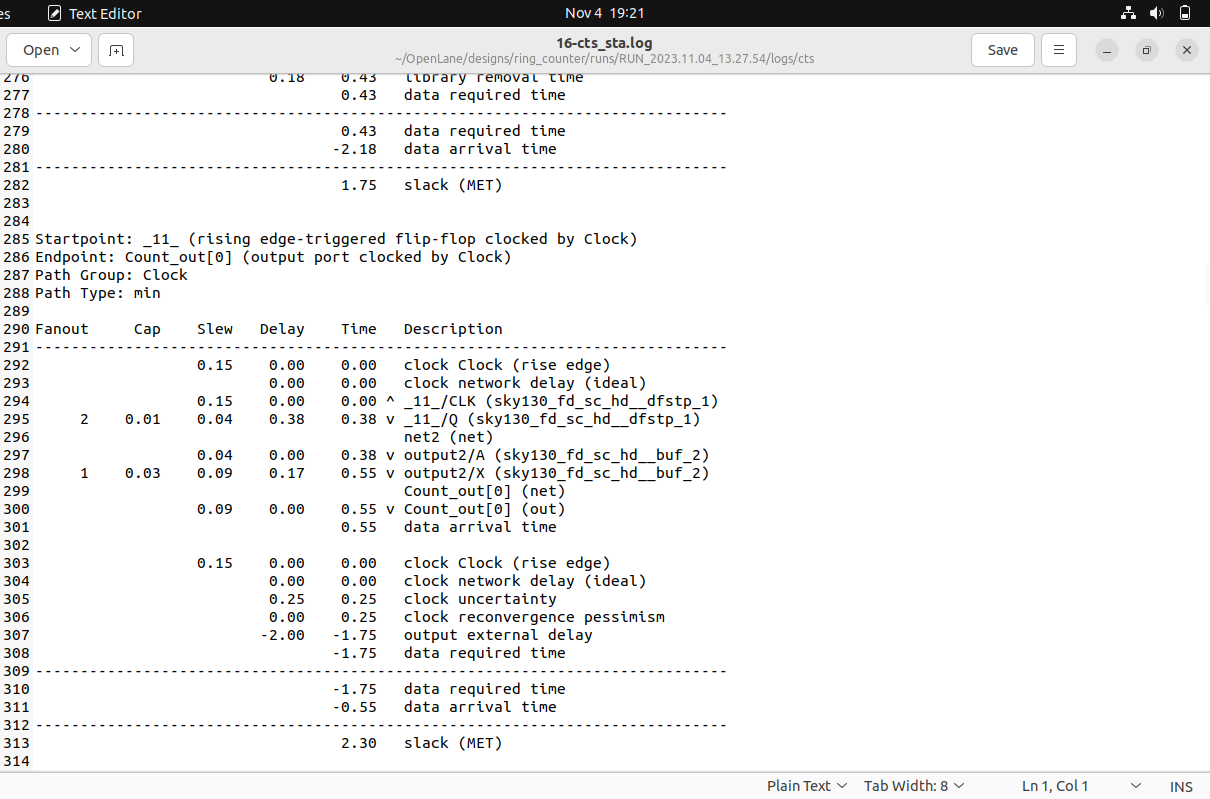 es Text Editor Nov 4 19:21
Open 16-cts_sta.log Save
~/OpenLane/designs/ring_counter/runs/RUN_2023.11.04_13.27.54/logs/cts
276                           0.18    0.43   library removal time
277                                   0.43   data required time
278 -----------------------------------------------------------------------------
279                                   0.43   data required time
280                                  -2.18   data arrival time
281 -----------------------------------------------------------------------------
282                                   1.75   slack (MET)
283
284
285 Startpoint: _11_ (rising edge-triggered flip-flop clocked by Clock)
286 Endpoint: Count_out[0] (output port clocked by Clock)
287 Path Group: Clock
288 Path Type: min
289
290 Fanout     Cap    Slew   Delay    Time   Description
291 -----------------------------------------------------------------------------
292                   0.15    0.00    0.00   clock Clock (rise edge)
293                           0.00    0.00   clock network delay (ideal)
294                   0.15    0.00    0.00 ^ _11_/CLK (sky130_fd_sc_hd__dfstp_1)
295      2    0.01    0.04    0.38    0.38 v _11_/Q (sky130_fd_sc_hd__dfstp_1)
296                                          net2 (net)
297                   0.04    0.00    0.38 v output2/A (sky130_fd_sc_hd__buf_2)
298      1    0.03    0.09    0.17    0.55 v output2/X (sky130_fd_sc_hd__buf_2)
299                                          Count_out[0] (net)
300                   0.09    0.00    0.55 v Count_out[0] (out)
301                                   0.55   data arrival time
302
303                   0.15    0.00    0.00   clock Clock (rise edge)
304                           0.00    0.00   clock network delay (ideal)
305                           0.25    0.25   clock uncertainty
306                           0.00    0.25   clock reconvergence pessimism
307                          -2.00   -1.75   output external delay
308                                  -1.75   data required time
309 -----------------------------------------------------------------------------
310                                  -1.75   data required time
311                                  -0.55   data arrival time
312 -----------------------------------------------------------------------------
313                                   2.30   slack (MET)
314
Plain Text Tab Width: 8 Ln 1, Col 1 INS